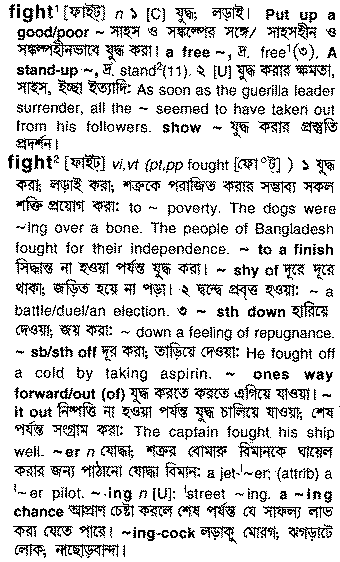 fight¹ [ফাইট্] n ১ [C] যুদ্ধ; লড়াই। Put up a
good/poor ~ সাহস ও সঙ্কল্পের সঙ্গে/ সাহসহীন ও
সঙ্কল্পহীনভাবে যুদ্ধ করা। a free ~, দ্র. free¹(৩). A
stand-up ~, দ্র. stand²(11). ২ [U] যুদ্ধ করার ক্ষমতা,
সাহস, ইচ্ছা ইত্যাদি: As soon as the guerilla leader
surrender, all the ~ seemed to have taken out
from his followers. show ~ যুদ্ধ করার প্রস্তুতি
প্রদর্শন।
fight² [ফাইট্] vi,vt (pt,pp fought [ফো°ট্] ) ১ যুদ্ধ
করা; লড়াই করা; শত্রুকে পরাজিত করার সম্ভাব্য সকল
শক্তি প্রয়োগ করা: to ~ poverty. The dogs were
~ing over a bone. The people of Bangladesh
fought for their independence. ~ to a finish
সিদ্ধান্ত না হওয়া পর্যন্ত যুদ্ধ করা। ~ shy of দূরে দূরে
থাকা; জড়িত হয়ে না পড়া। ২ দ্বন্দ্বে প্রবৃত্ত হওয়া: ~ a
battle/duel/an election. ৩ ~ sth down হারিয়ে
দেওয়া; জয় করা: ~ down a feeling of repugnance.
~ sb/sth off দূর করা; তাড়িয়ে দেওয়া: He fought off
a cold by taking aspirin. ~ ones way
forward/out (of) যুদ্ধ করতে করতে এগিয়ে যাওয়া। ~
it out নিষ্পত্তি না হওয়া পর্যন্ত যুদ্ধ চালিয়ে যাওয়া; শেষ
পর্যন্ত সংগ্রাম করা: The captain fought his ship
well. ~er n যোদ্ধা; শত্রুর বোমারু বিমানকে ঘায়েল
করার জন্য পাঠানো যোদ্ধা বিমান: a jet-ˈ~er; (attrib) a
ˈ~er pilot. ~ing n [U]: ˈstreet ~ing. a ~ing
chance আপ্রাণ চেষ্টা করলে শেষ পর্যন্ত যে সাফল্য লাভ
করা যেতে পারে। ~ing-cock লড়াকু মোরগ; ঝগড়াটে
লোক; নাছোড়বান্দা।